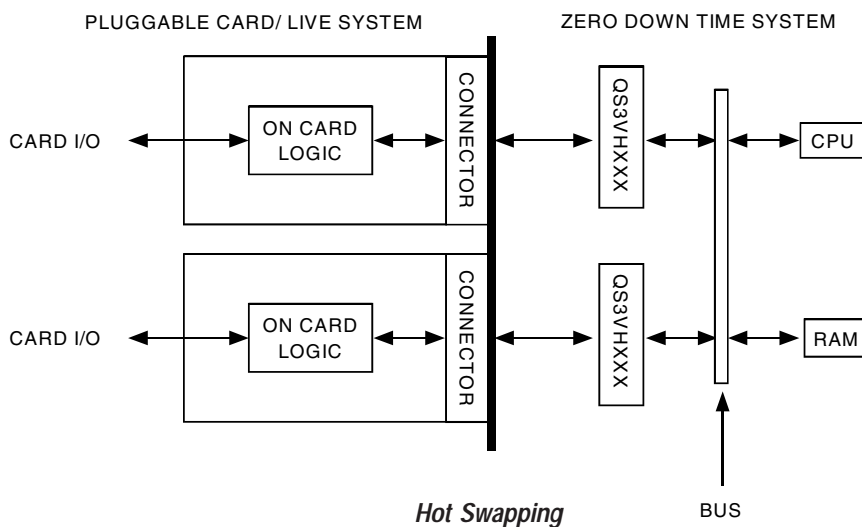 PLUGGABLE CARD/ LIVE SYSTEM
ZERO DOWN TIME SYSTEM
CARD I/O
ON CARD
LOGIC
CONNECTOR
QS3VHXXX
CPU
CARD I/O
ON CARD
LOGIC
CONNECTOR
QS3VHXXX
RAM
Hot Swapping
BUS